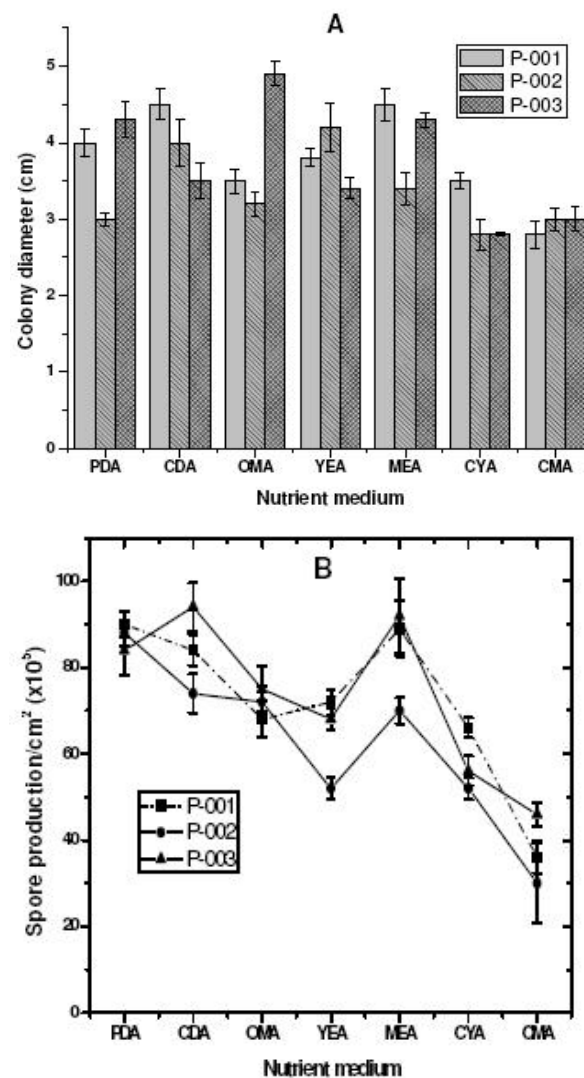 A
P-001
P-002
P-003
5
4
3
2
1
0
Colony diameter (cm)
PDA CDA OMA YEA MEA CYA CMA
Nutrient medium
B
100
80
60
40
20
0
Spore production/cm² (x10⁵)
P-001
P-002
P-003
PDA CDA OMA YEA MEA CYA CMA
Nutrient medium